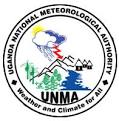 UGANDA NATIONAL METEOROLOGICAL AUTHORITY
UNMA
Weather and Climate for All